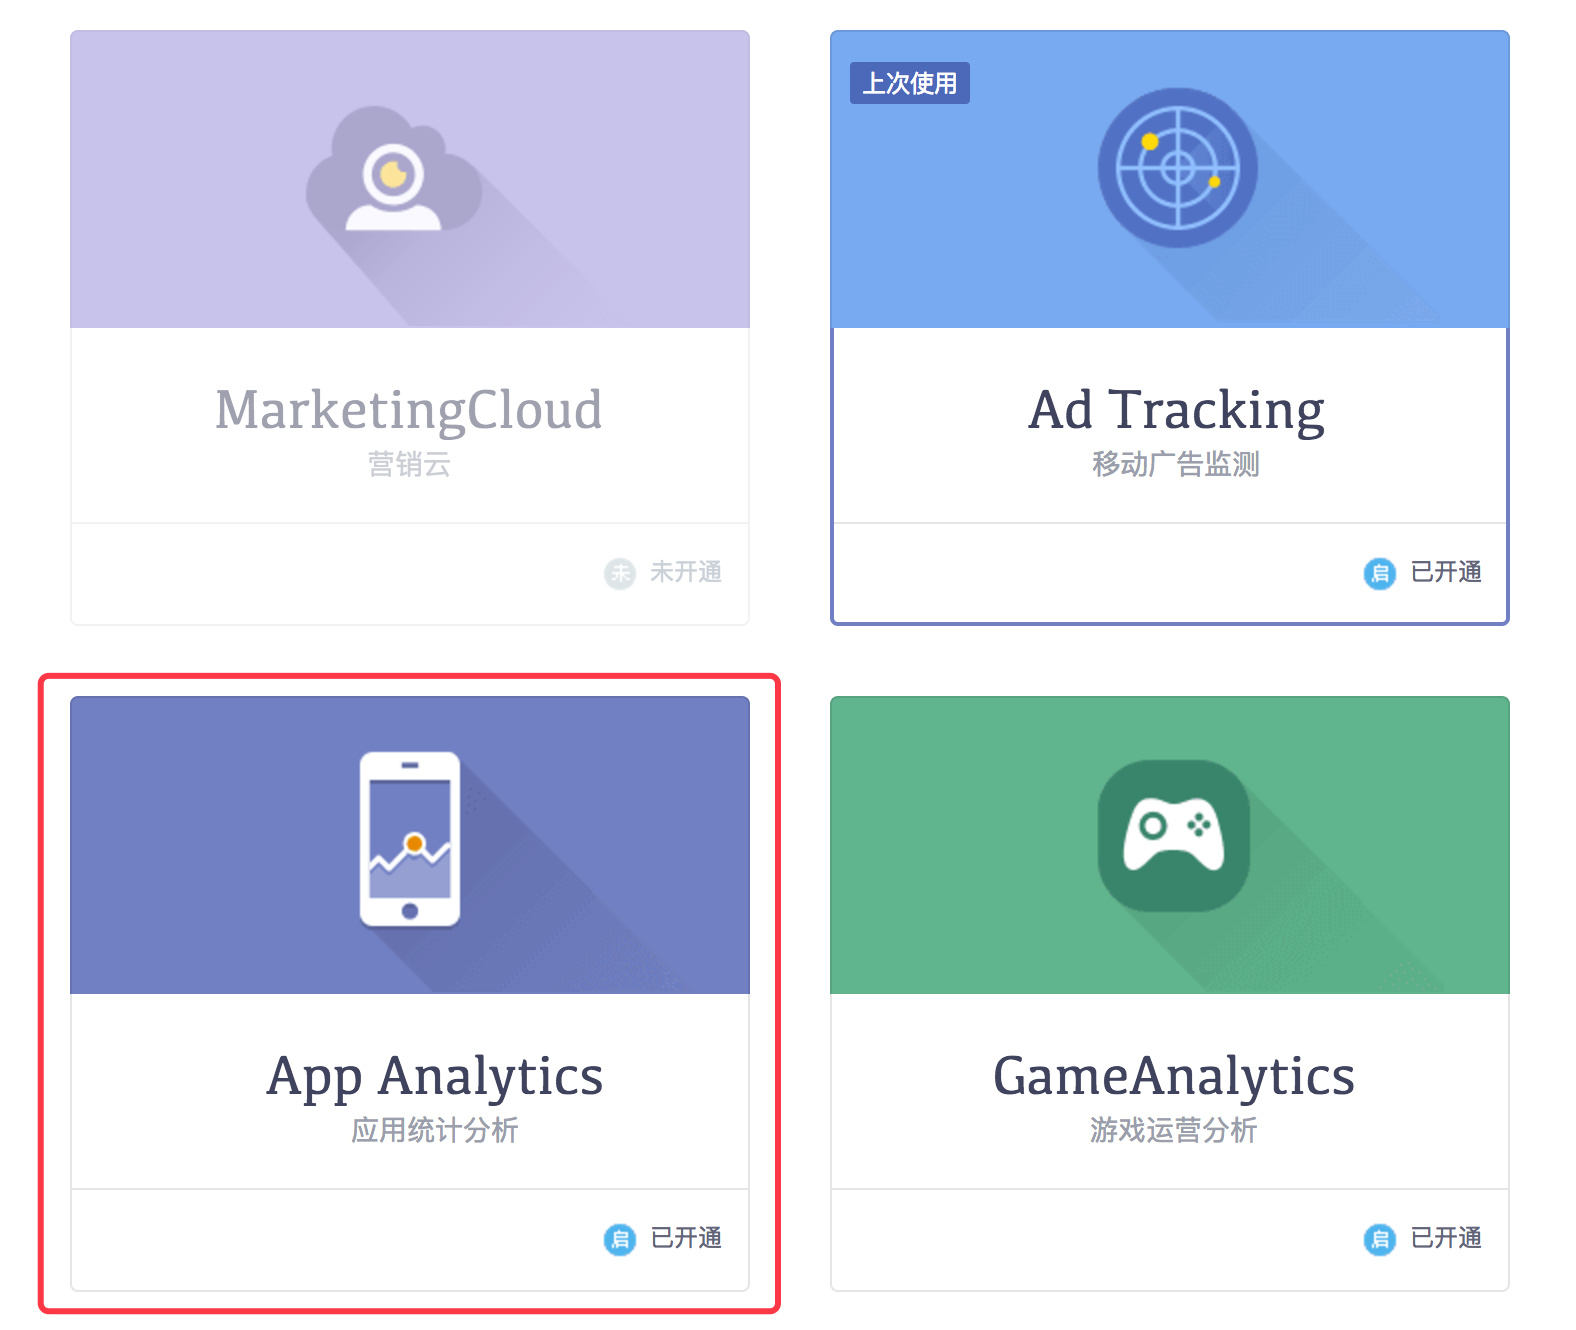 MarketingCloud
营销云
未 未开通
上次使用
Ad Tracking
移动广告监测
启 已开通
App Analytics
应用统计分析
启 已开通
GameAnalytics
游戏运营分析
启 已开通